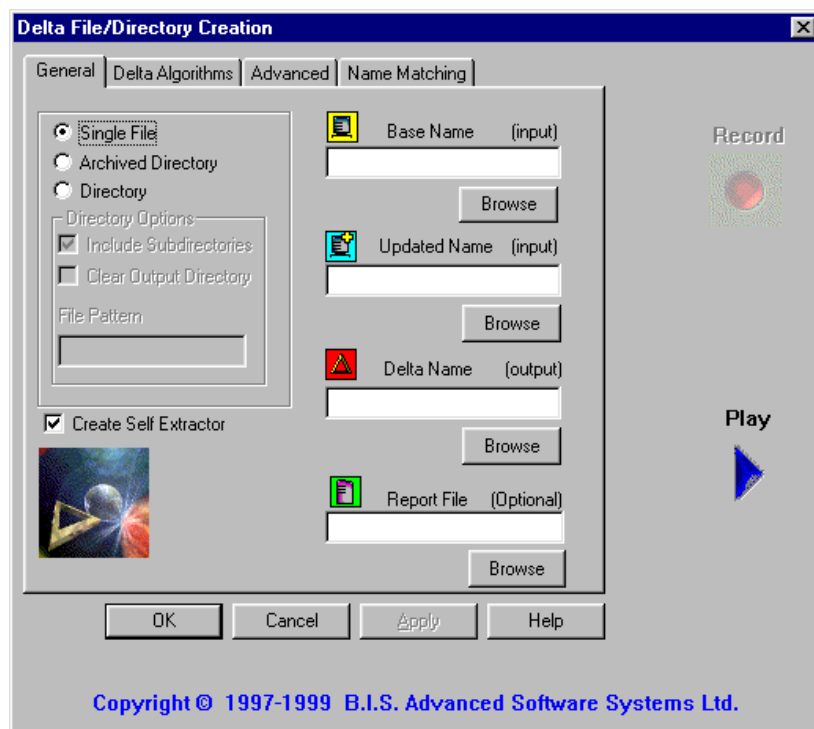 Delta File/Directory Creation
General
Delta Algorithms
Advanced
Name Matching
Single File
Archived Directory
Directory
Directory Options
Include Subdirectories
Clear Output Directory
File Pattern
Create Self Extractor
Base Name (input)
Browse
Updated Name (input)
Browse
Delta Name (output)
Browse
Report File (Optional)
Browse
Record
Play
OK
Cancel
Apply
Help
Copyright © 1997-1999 B.I.S. Advanced Software Systems Ltd.